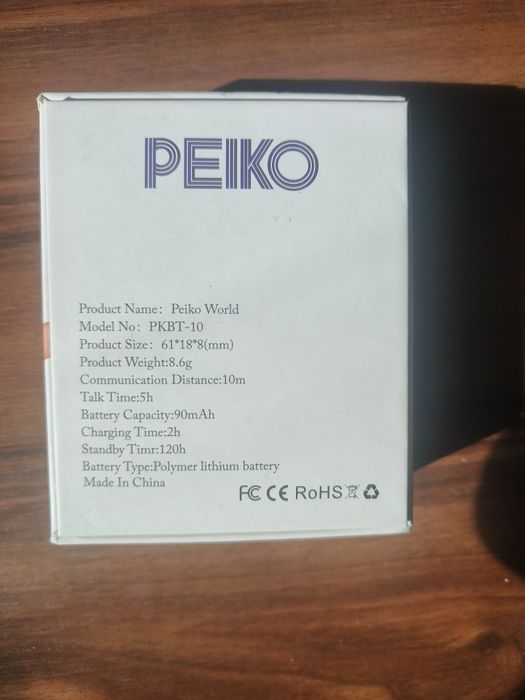 PEIKO
Product Name: Peiko World
Model No: PKBT-10
Product Size: 61*18*8(mm)
Product Weight:8.6g
Communication Distance:10m
Talk Time:5h
Battery Capacity:90mAh
Charging Time:2h
Standby Timr:120h
Battery Type:Polymer lithium battery
Made In China
FC CE RoHS